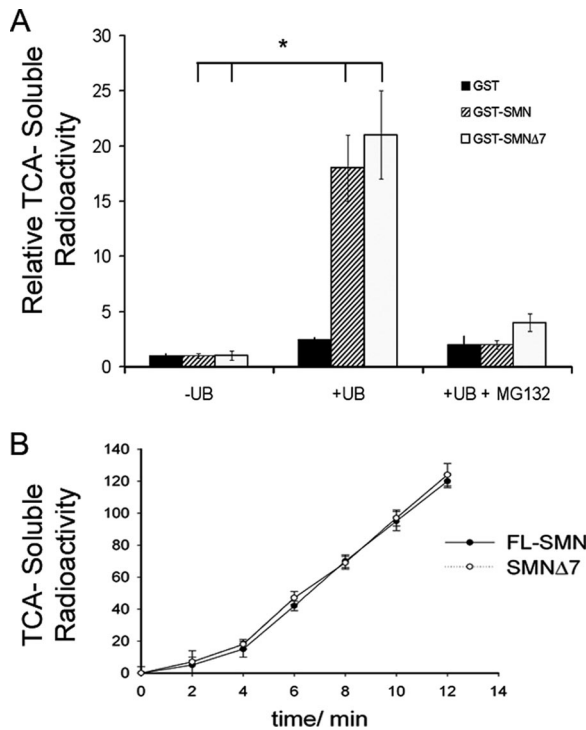 A
Relative TCA- Soluble
Radioactivity
30
25
20
15
10
5
0
*
GST
GST-SMN
GST-SMNΔ7
-UB
+UB
+UB + MG132
B
TCA- Soluble
Radioactivity
140
120
100
80
60
40
20
0
FL-SMN
SMNΔ7
0 2 4 6 8 10 12 14
time/ min